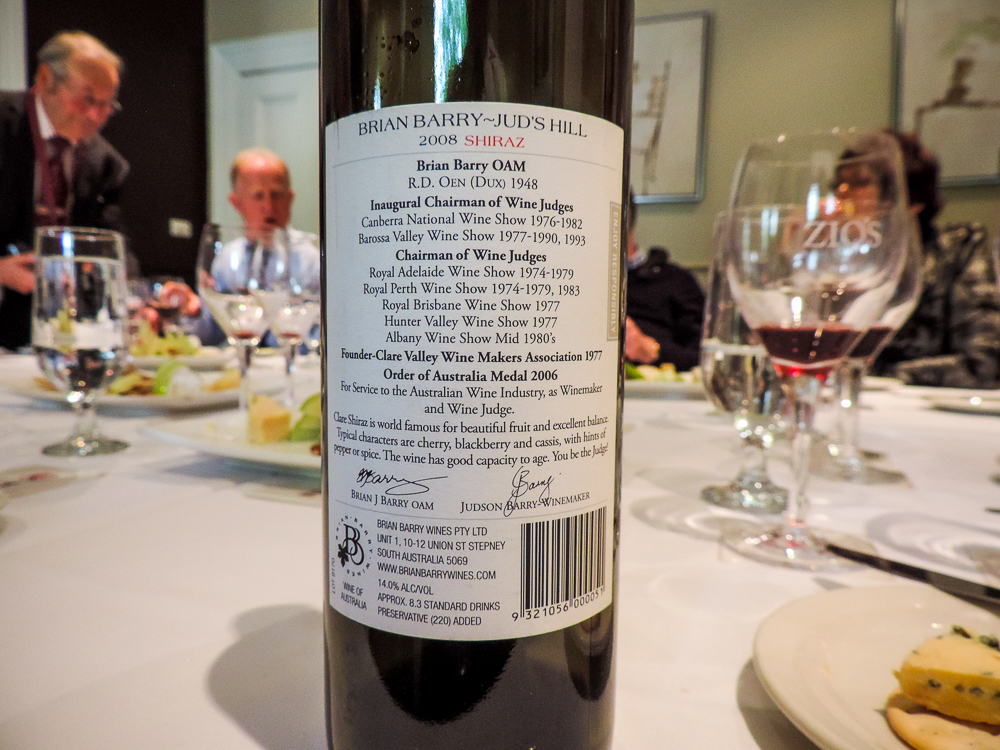 BRIAN BARRY~JUD'S HILL
2008 SHIRAZ
Brian Barry OAM
R.D. OEN (DUX) 1948
Inaugural Chairman of Wine Judges
Canberra National Wine Show 1976-1982
Barossa Valley Wine Show 1977-1990, 1993
Chairman of Wine Judges
Royal Adelaide Wine Show 1974-1979
Royal Perth Wine Show 1974-1979, 1983
Royal Brisbane Wine Show 1977
Hunter Valley Wine Show 1977
Albany Wine Show Mid 1980's
Founder-Clare Valley Wine Makers Association 1977
Order of Australia Medal 2006
For Service to the Australian Wine Industry, as Winemaker
and Wine Judge.
Clare Shiraz is world famous for beautiful fruit and excellent balance.
Typical characters are cherry, blackberry and cassis, with hints of
pepper or spice. The wine has good capacity to age. You be the Judge!
BRIAN J BARRY OAM
JUDSON BARRY-WINEMAKER
BRIAN BARRY WINES PTY LTD
UNIT 1, 10-12 UNION ST STEPNEY
SOUTH AUSTRALIA 5069
WWW.BRIANBARRYWINES.COM
14.0% ALC/VOL
APPROX. 8.3 STANDARD DRINKS
PRESERVATIVE (220) ADDED
B
WINE OF
AUSTRALIA
9 321056 000051
ENJOY RESPONSIBLY
ZIOS